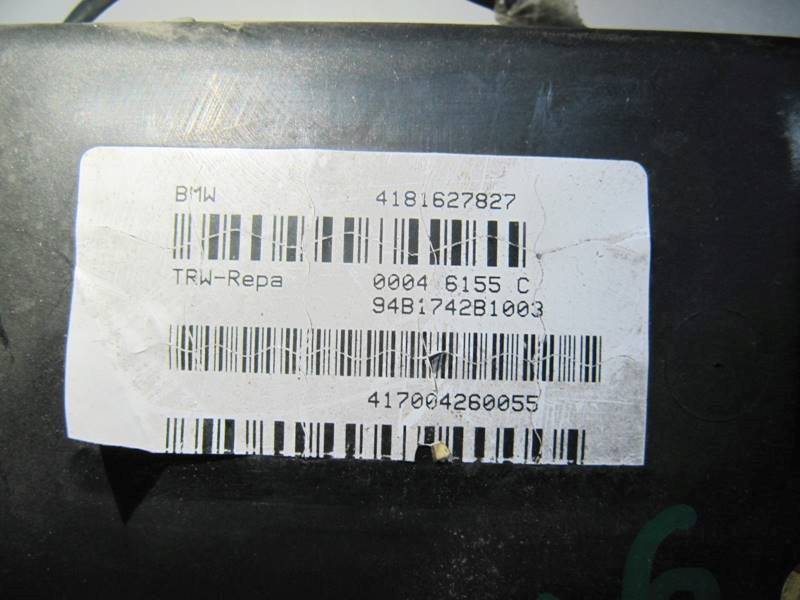 BMW 4181627827
TRW-Repa 0004 6155 C
94B1742B1003
417004260055